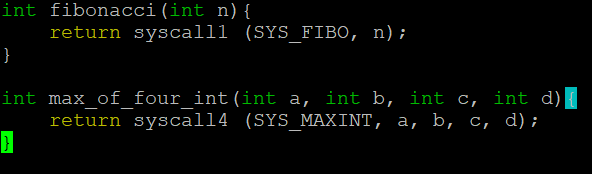 int fibonacci(int n){
    return syscall1 (SYS_FIBO, n);
}

int max_of_four_int(int a, int b, int c, int d){
    return syscall4 (SYS_MAXINT, a, b, c, d);
}